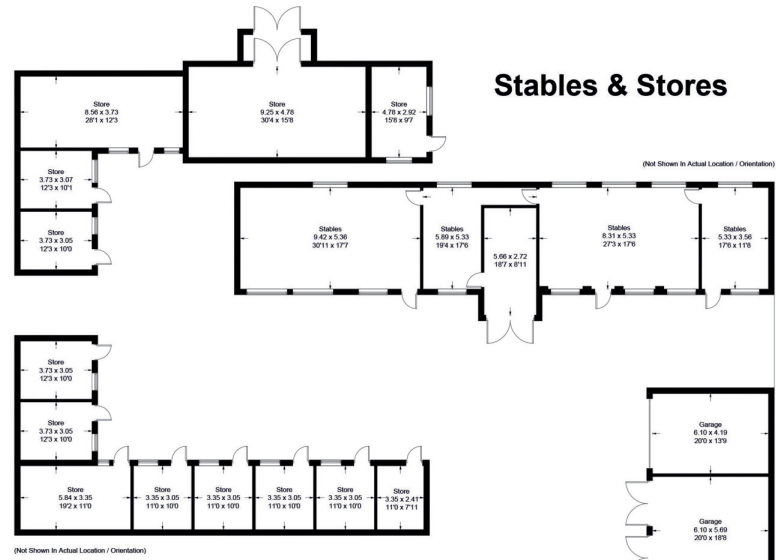 Stables & Stores
Store
8.56 x 3.73
28'1 x 12'3
Store
9.25 x 4.78
30'4 x 15'8
Store
4.78 x 2.92
15'8 x 9'7
(Not Shown In Actual Location / Orientation)
Store
3.73 x 3.07
12'3 x 10'1
Store
3.73 x 3.05
12'3 x 10'0
Stables
9.42 x 5.36
30'11 x 17'7
Stables
5.89 x 5.33
19'4 x 17'6
5.66 x 2.72
18'7 x 8'11
Stables
8.31 x 5.33
27'3 x 17'6
Stables
5.33 x 3.56
17'6 x 11'8
Store
3.73 x 3.05
12'3 x 10'0
Store
3.73 x 3.05
12'3 x 10'0
Garage
6.10 x 4.19
20'0 x 13'9
Store
5.84 x 3.35
19'2 x 11'0
Store
3.35 x 3.05
11'0 x 10'0
Store
3.35 x 3.05
11'0 x 10'0
Store
3.35 x 3.05
11'0 x 10'0
Store
3.35 x 3.05
11'0 x 10'0
Store
3.35 x 2.41
11'0 x 7'11
Garage
6.10 x 5.69
20'0 x 18'8
(Not Shown In Actual Location / Orientation)